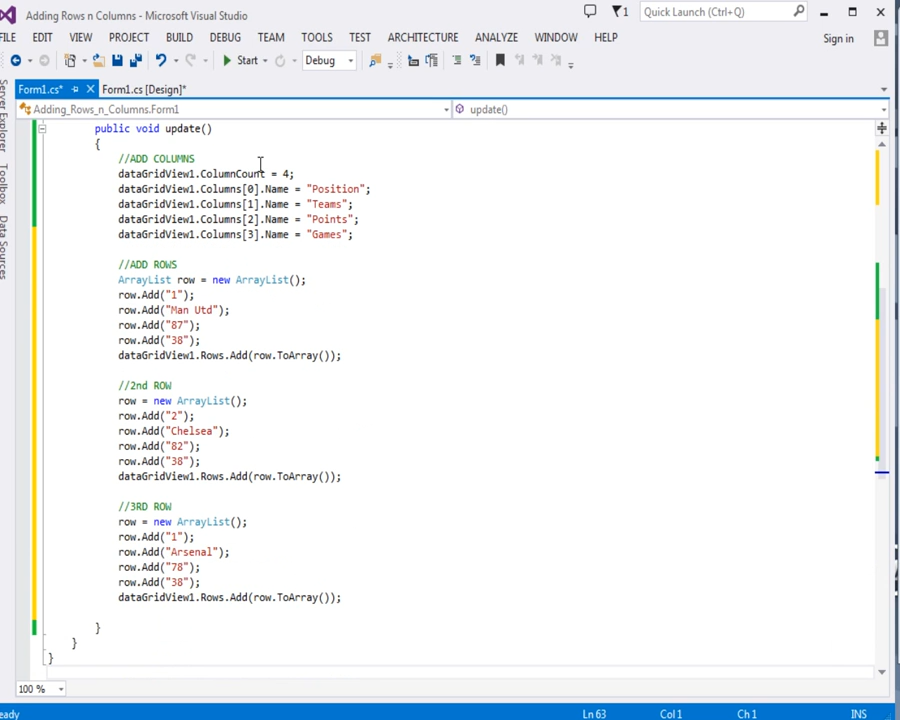 Adding Rows n Columns - Microsoft Visual Studio
1
Quick Launch (Ctrl+Q)
FILE EDIT VIEW PROJECT BUILD DEBUG TEAM TOOLS TEST ARCHITECTURE ANALYZE WINDOW HELP
Sign in
Start
Debug
Form1.cs* Form1.cs [Design]*
Server Explorer
Toolbox
Data Sources
Adding_Rows_n_Columns.Form1
update()
public void update()
{
//ADD COLUMNS
dataGridView1.ColumnCount = 4;
dataGridView1.Columns[0].Name = "Position";
dataGridView1.Columns[1].Name = "Teams";
dataGridView1.Columns[2].Name = "Points";
dataGridView1.Columns[3].Name = "Games";
//ADD ROWS
ArrayList row = new ArrayList();
row.Add("1");
row.Add("Man Utd");
row.Add("87");
row.Add("38");
dataGridView1.Rows.Add(row.ToArray());
//2nd ROW
row = new ArrayList();
row.Add("2");
row.Add("Chelsea");
row.Add("82");
row.Add("38");
dataGridView1.Rows.Add(row.ToArray());
//3RD ROW
row = new ArrayList();
row.Add("1");
row.Add("Arsenal");
row.Add("78");
row.Add("38");
dataGridView1.Rows.Add(row.ToArray());
}
}
}
100 %
eady
Ln 63
Col 1
Ch 1
INS